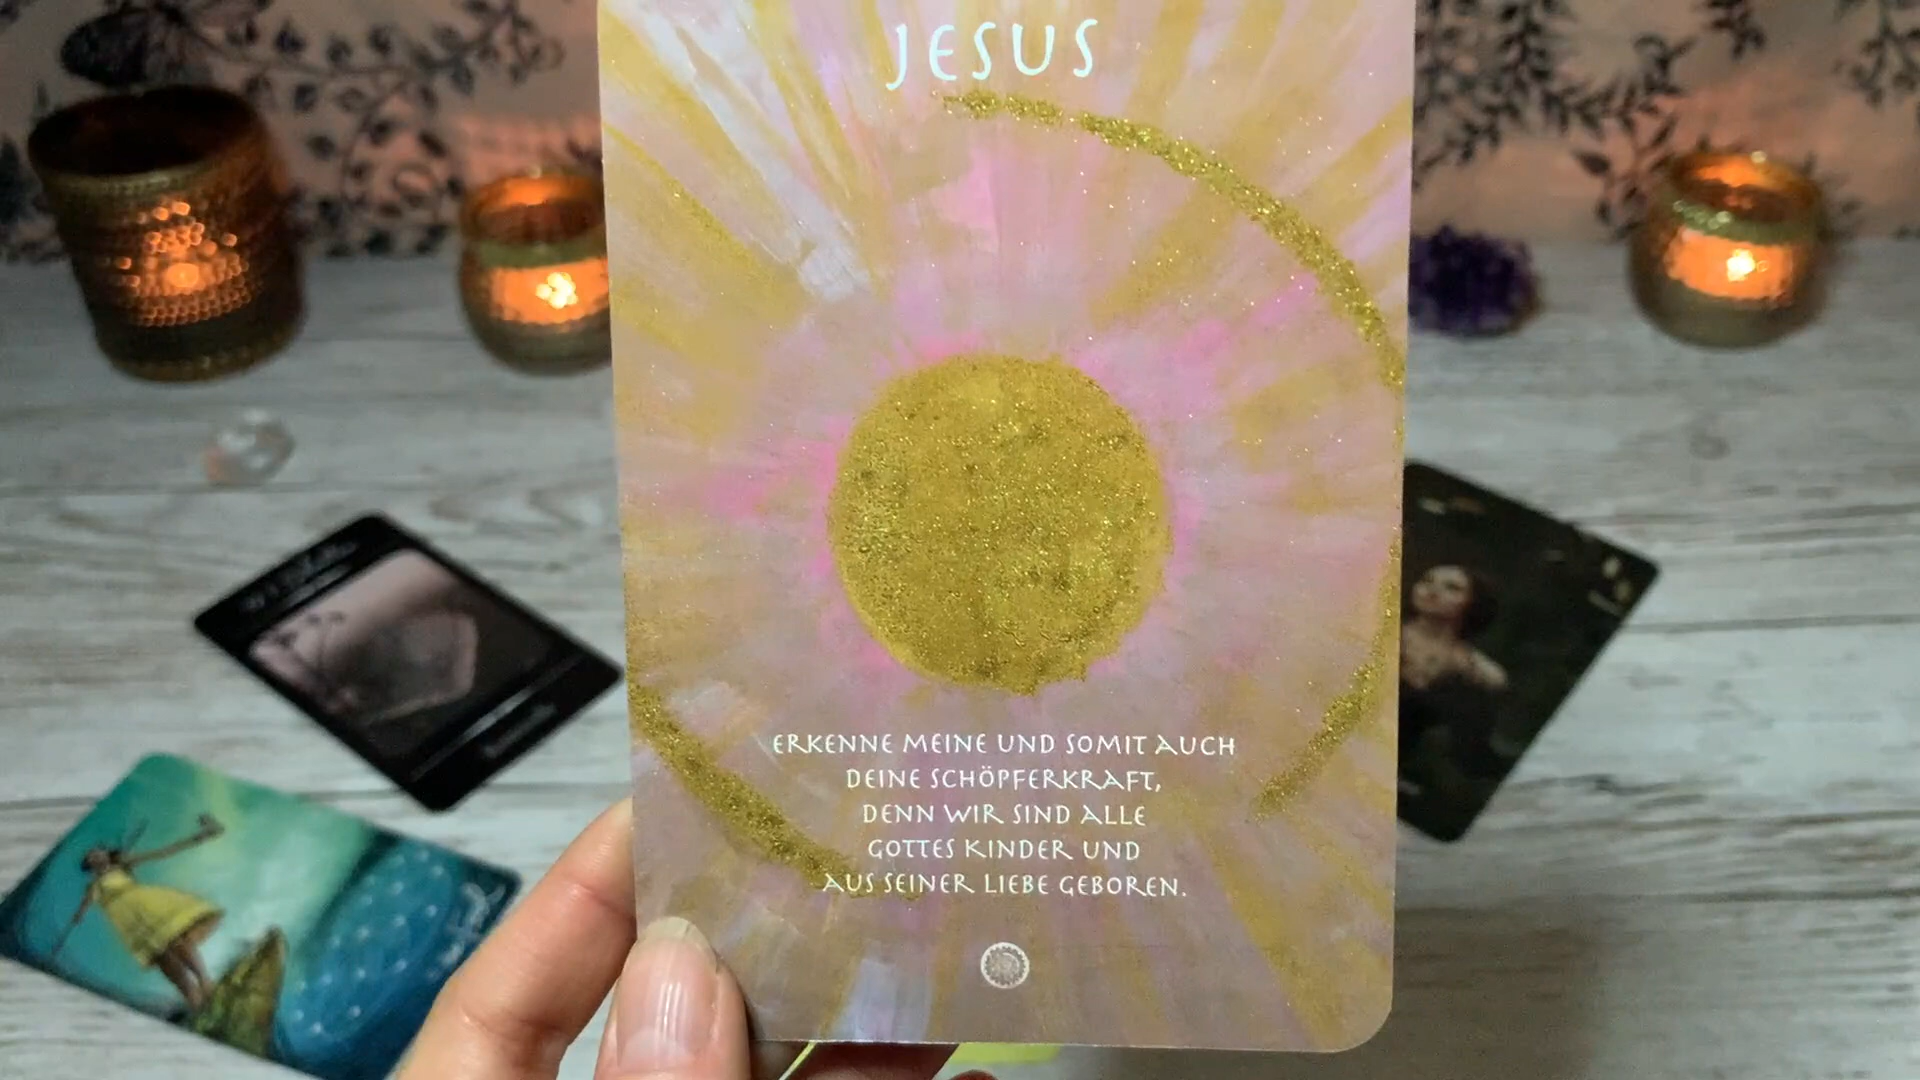 JESUS
ERKENNE MEINE UND SOMIT AUCH
DEINE SCHÖPFERKRAFT,
DENN WIR SIND ALLE
GOTTES KINDER UND
AUS SEINER LIEBE GEBOREN.